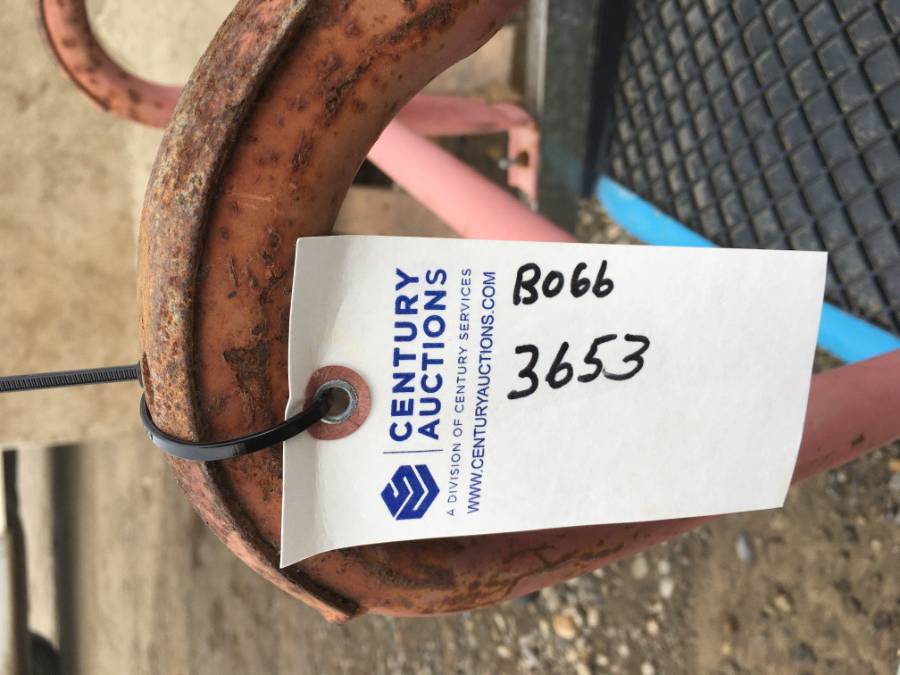 CENTURY
AUCTIONS
A DIVISION OF CENTURY SERVICES
WWW.CENTURYAUCTIONS.COM
B066
3653